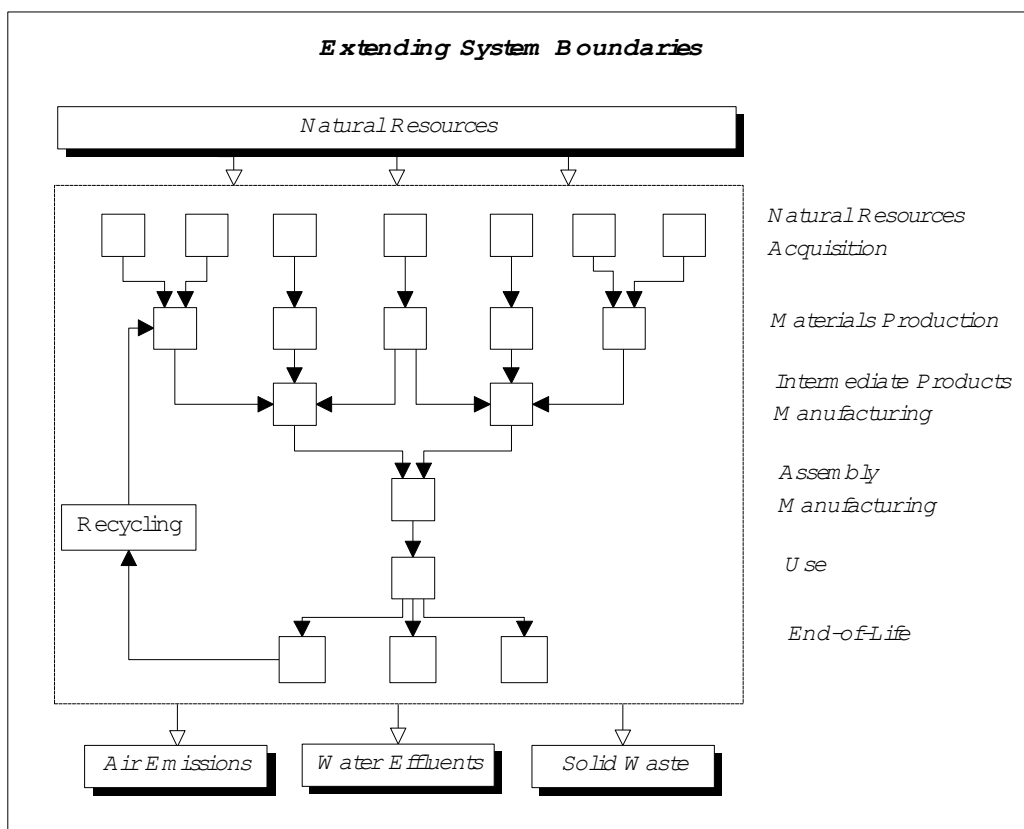 Extending System Boundaries
Natural Resources
Natural Resources
Acquisition
Materials Production
Intermediate Products
Manufacturing
Assembly
Manufacturing
Recycling
Use
End-of-Life
Air Emissions
Water Effluents
Solid Waste